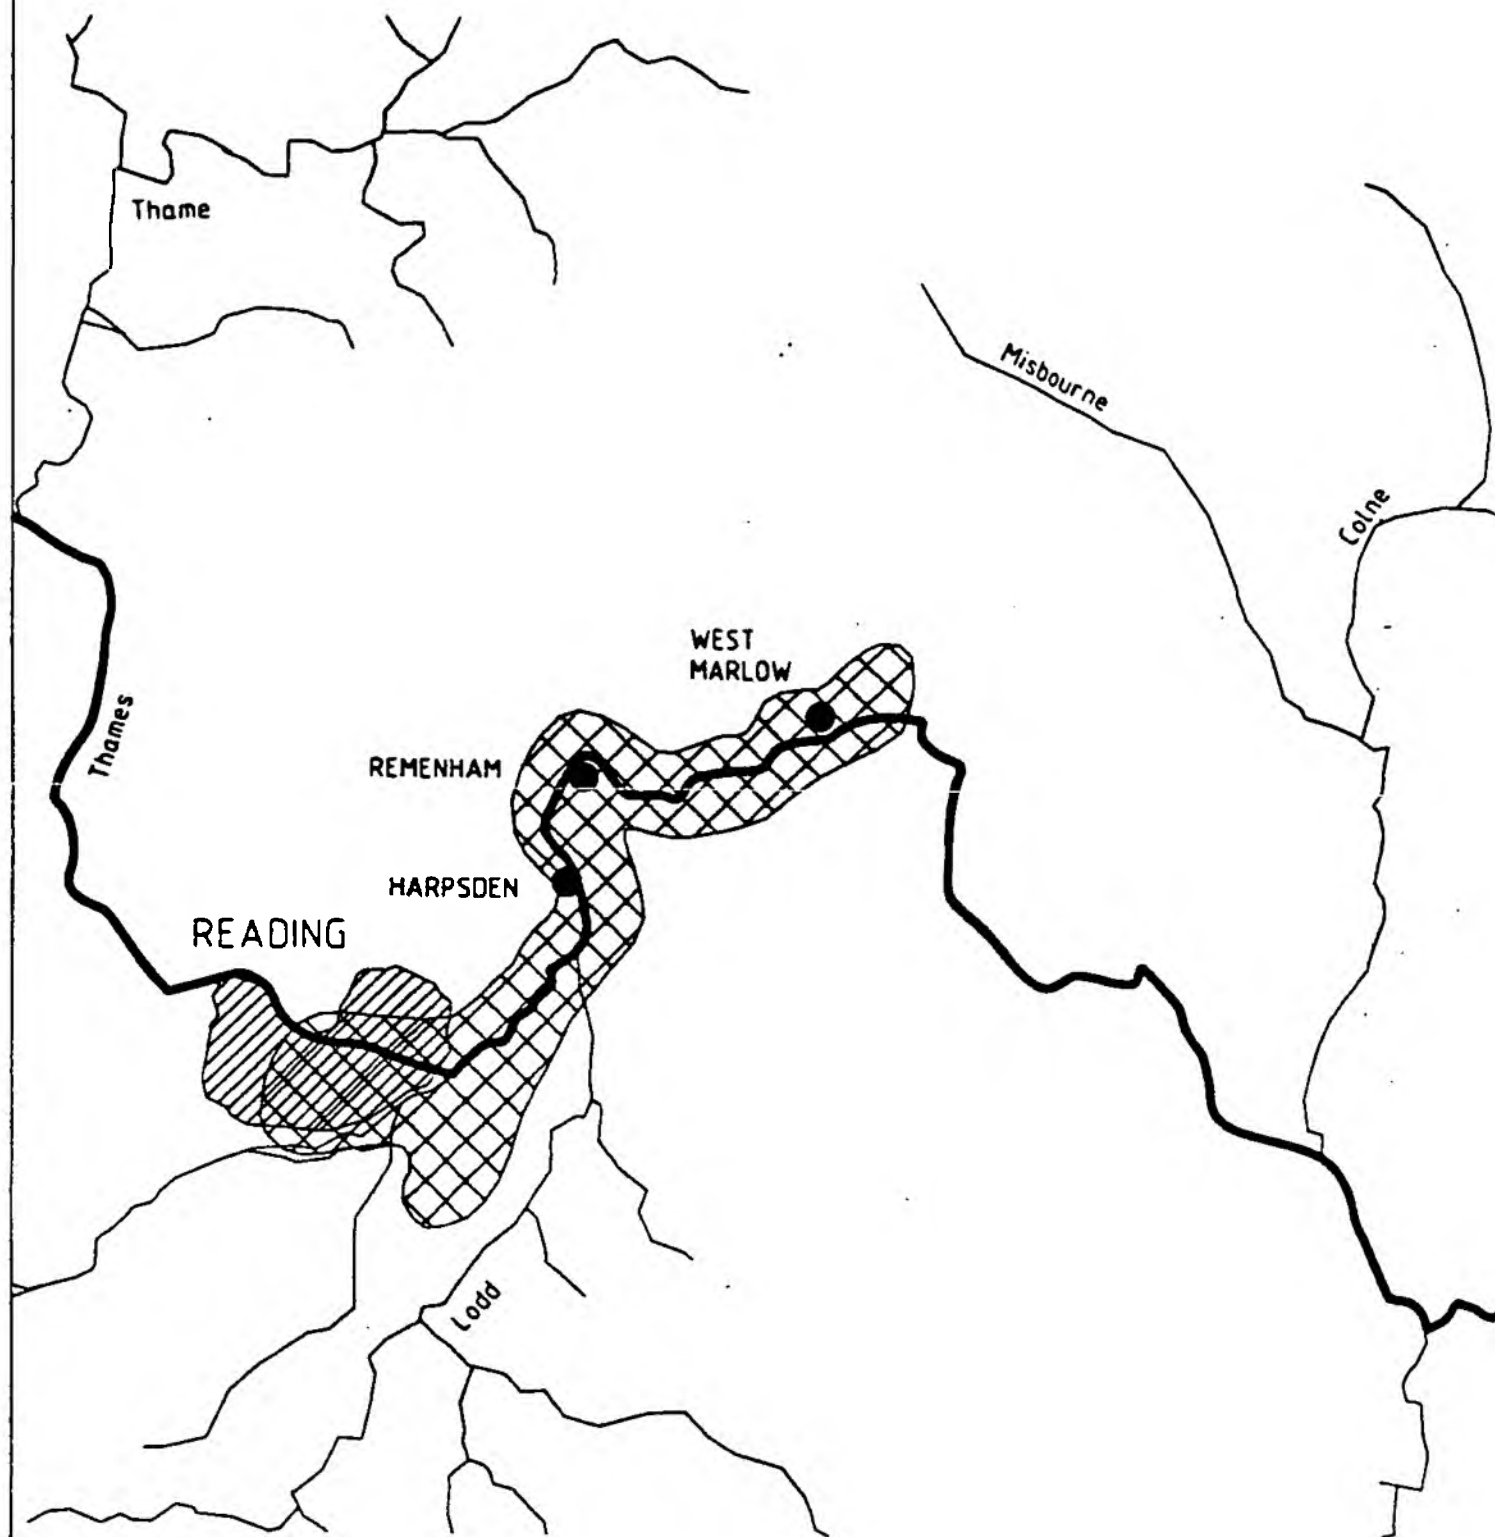 Thame
Misbourne
Colne
WEST
MARLOW
Thames
REMENHAM
HARPSDEN
READING
Lodd